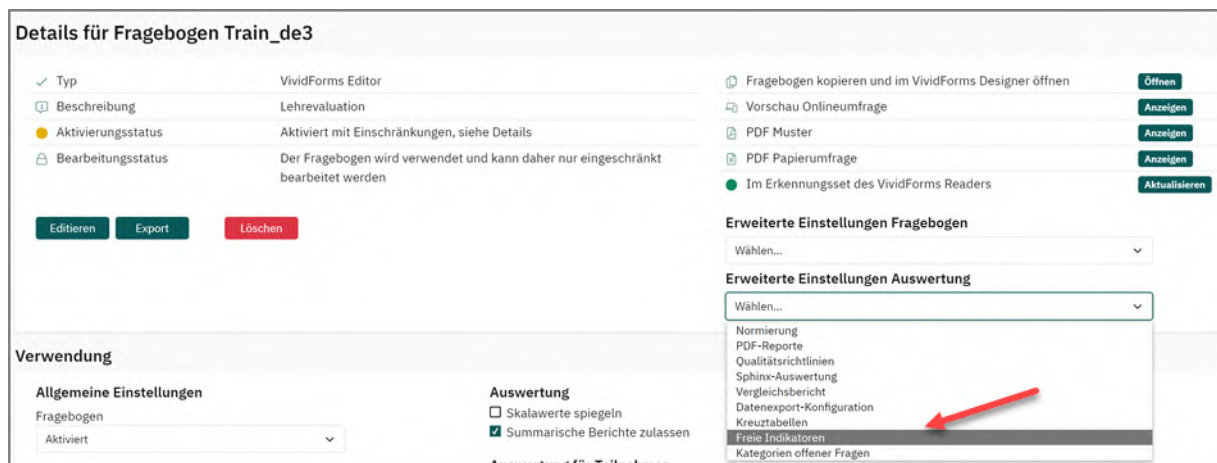 Details für Fragebogen Train_de3
Typ VividForms Editor
Beschreibung Lehrevaluation
Aktivierungsstatus Aktiviert mit Einschränkungen, siehe Details
Bearbeitungsstatus Der Fragebogen wird verwendet und kann daher nur eingeschränkt
bearbeitet werden
Editieren Export Löschen
Fragebogen kopieren und im VividForms Designer öffnen Öffnen
Vorschau Onlineumfrage Anzeigen
PDF Muster Anzeigen
PDF Papierumfrage Anzeigen
Im Erkennungsset des VividForms Readers Aktualisieren
Erweiterte Einstellungen Fragebogen
Wählen...
Erweiterte Einstellungen Auswertung
Wählen...
Normierung
PDF-Reporte
Qualitätsrichtlinien
Sphinx-Auswertung
Vergleichsbericht
Datenexport-Konfiguration
Kreuztabellen
Freie Indikatoren
Kategorien offener Fragen
Verwendung
Allgemeine Einstellungen
Fragebogen
Aktiviert
Auswertung
Skalawerte spiegeln
Summarische Berichte zulassen